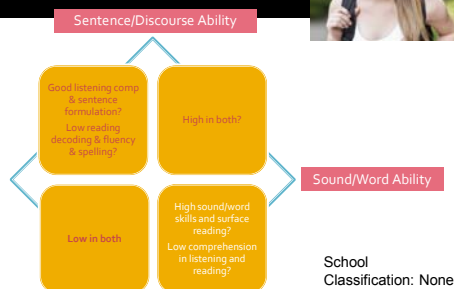 Sentence/Discourse Ability
Good listening comp
& sentence
formulation?
Low reading
decoding & fluency
& spelling?
High in both?
Sound/Word Ability
Low in both
High sound/word
skills and surface
reading?
Low comprehension
in listening and
reading?
School
Classification: None